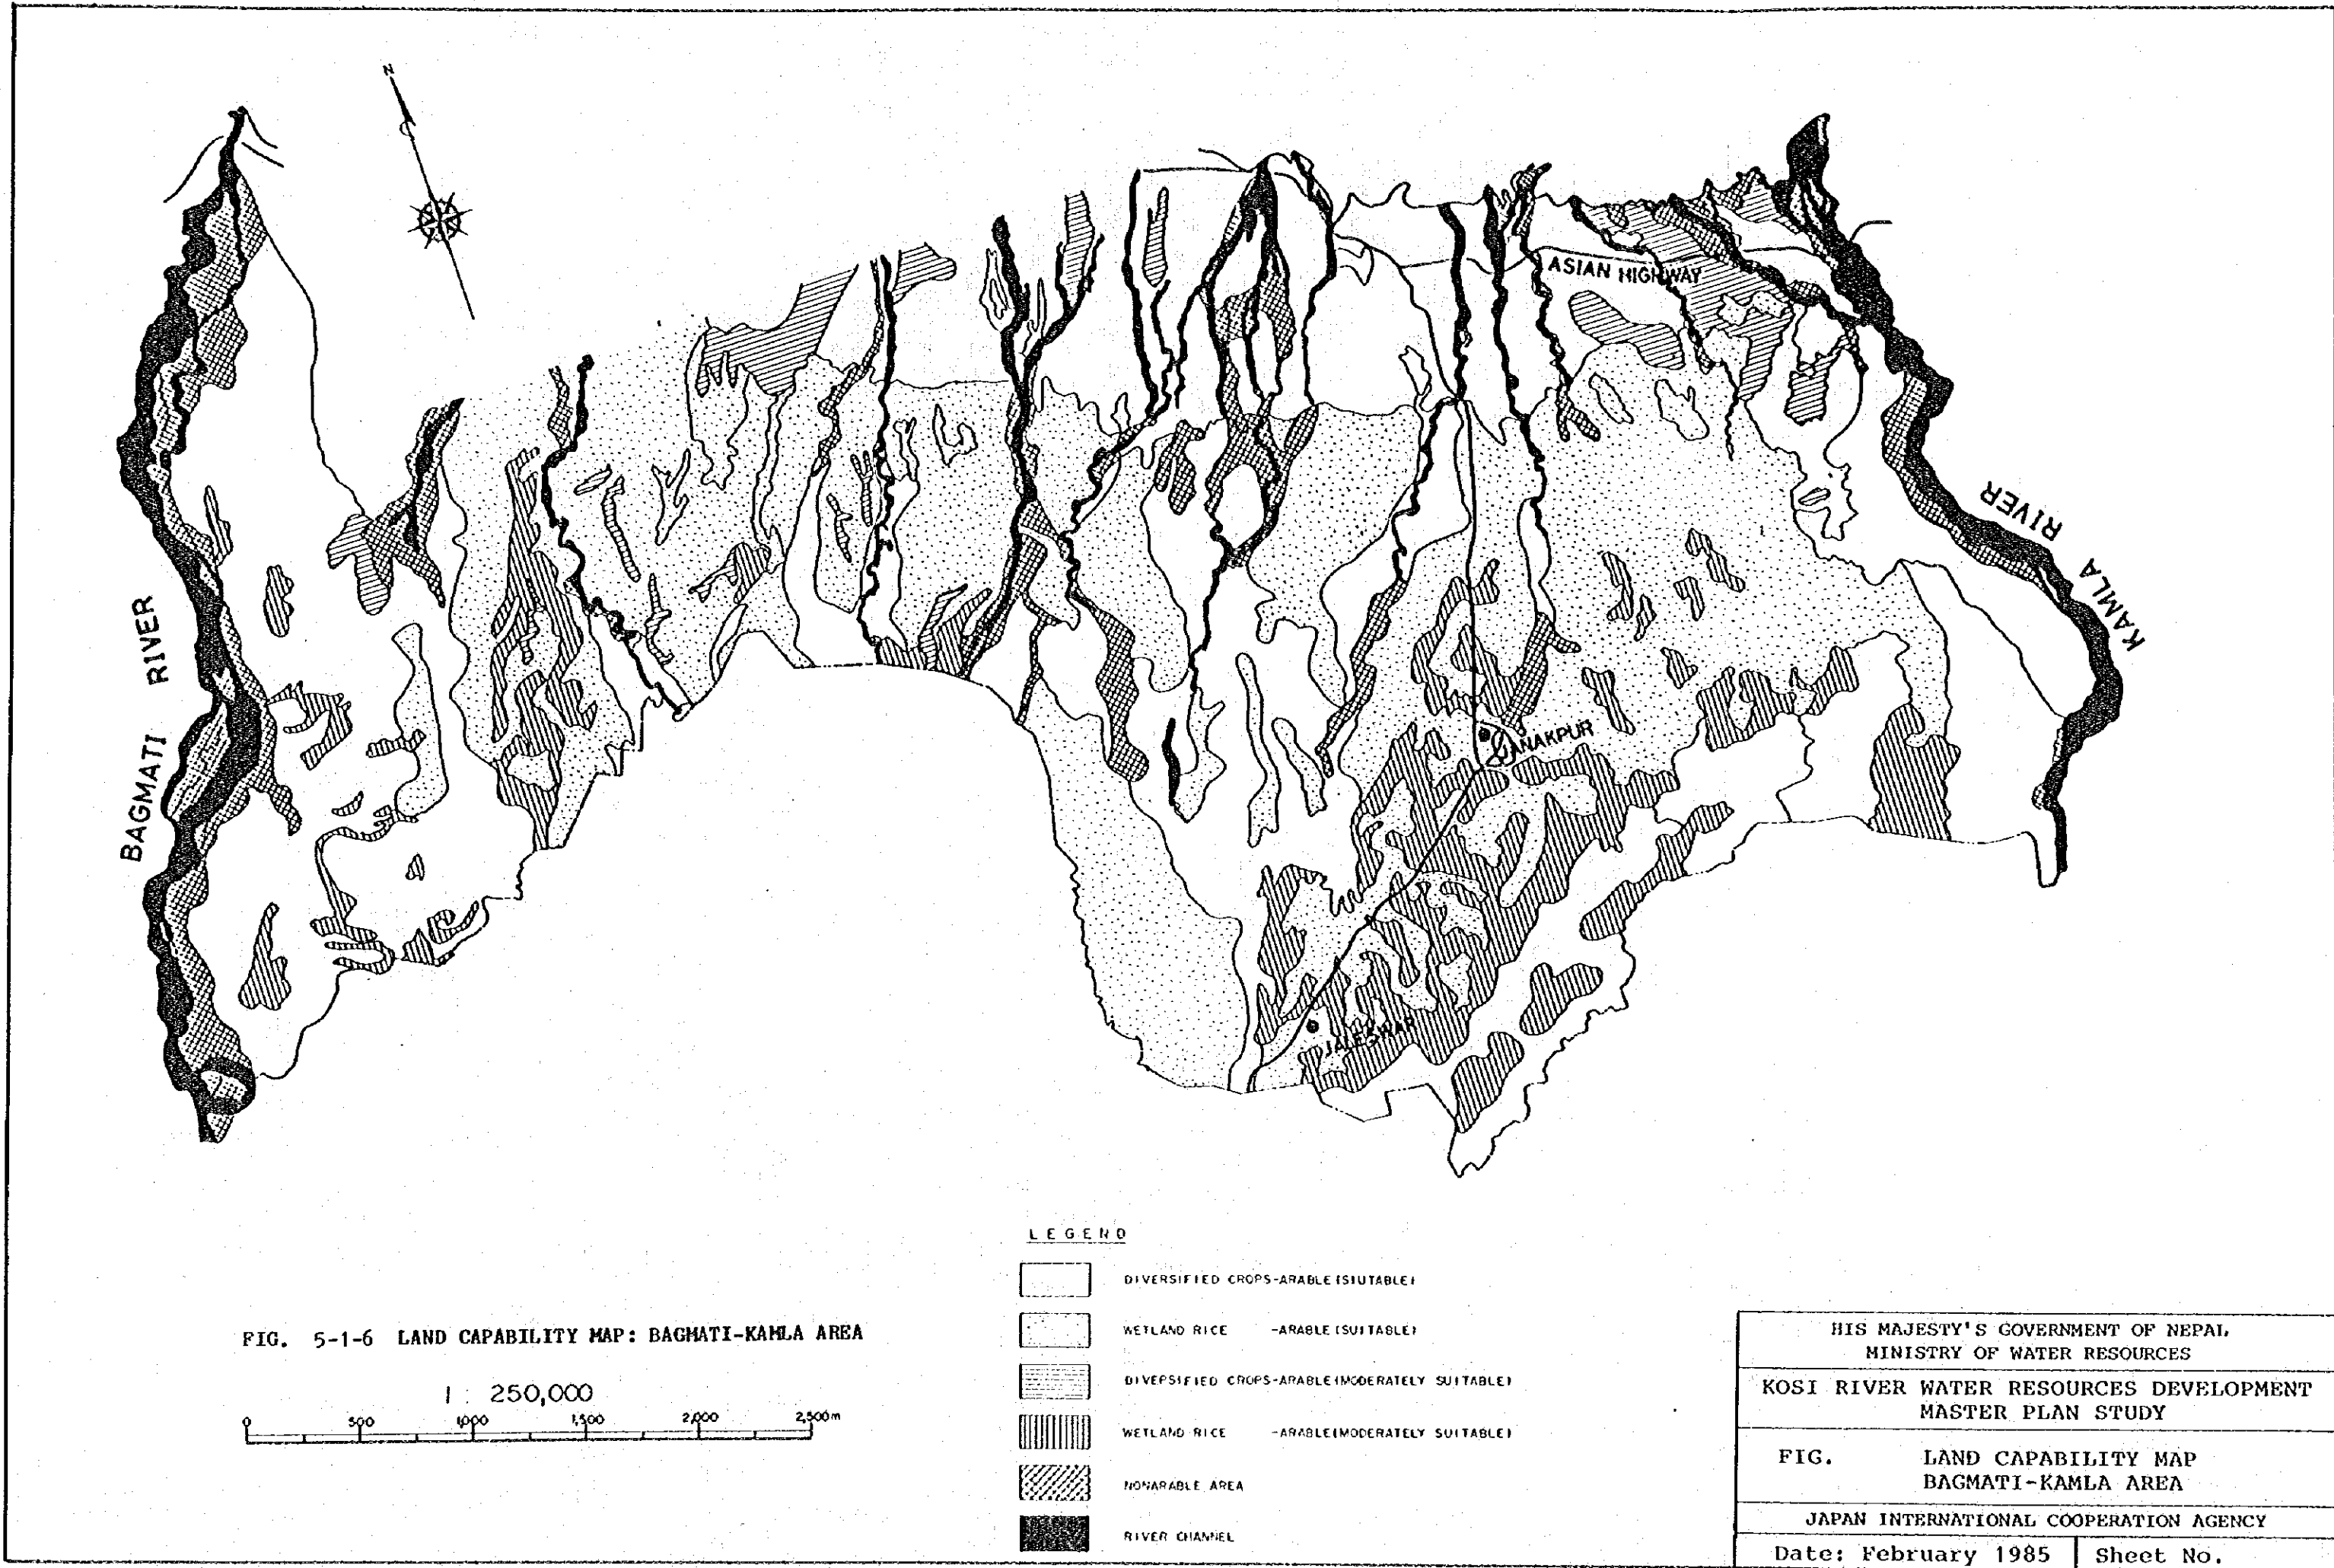 N
ASIAN HIGHWAY
KAMLA RIVER
BAGMATI RIVER
JANAKPUR
JALESWAR
LEGEND
DIVERSIFIED CROPS-ARABLE (SIUTABLE)
WETLAND RICE -ARABLE (SUITABLE)
DIVERSIFIED CROPS-ARABLE (MODERATELY SUITABLE)
WETLAND RICE -ARABLE (MODERATELY SUITABLE)
NONARABLE AREA
RIVER CHANNEL
FIG. 5-1-6 LAND CAPABILITY MAP: BAGMATI-KAMLA AREA
1 : 250,000
0 500 1,000 1,500 2,000 2,500m
HIS MAJESTY'S GOVERNMENT OF NEPAL
MINISTRY OF WATER RESOURCES
KOSI RIVER WATER RESOURCES DEVELOPMENT
MASTER PLAN STUDY
FIG. LAND CAPABILITY MAP
BAGMATI-KAMLA AREA
JAPAN INTERNATIONAL COOPERATION AGENCY
Date: February 1985 Sheet No.